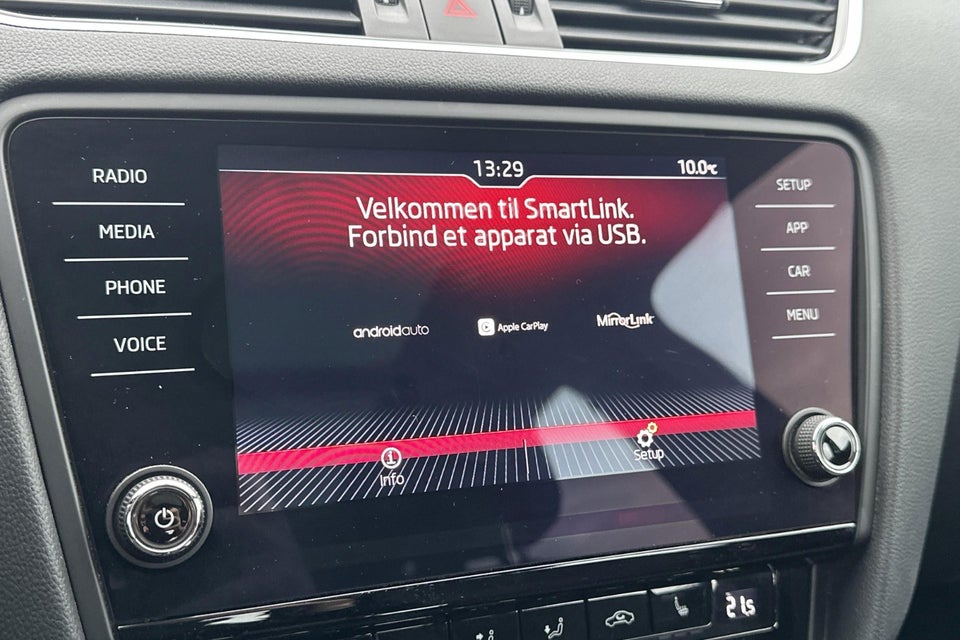 13:29
10.0°C
Velkommen til SmartLink.
Forbind et apparat via USB.
androidauto
Apple CarPlay
MirrorLink
Info
Setup
RADIO
MEDIA
PHONE
VOICE
SETUP
APP
CAR
MENU